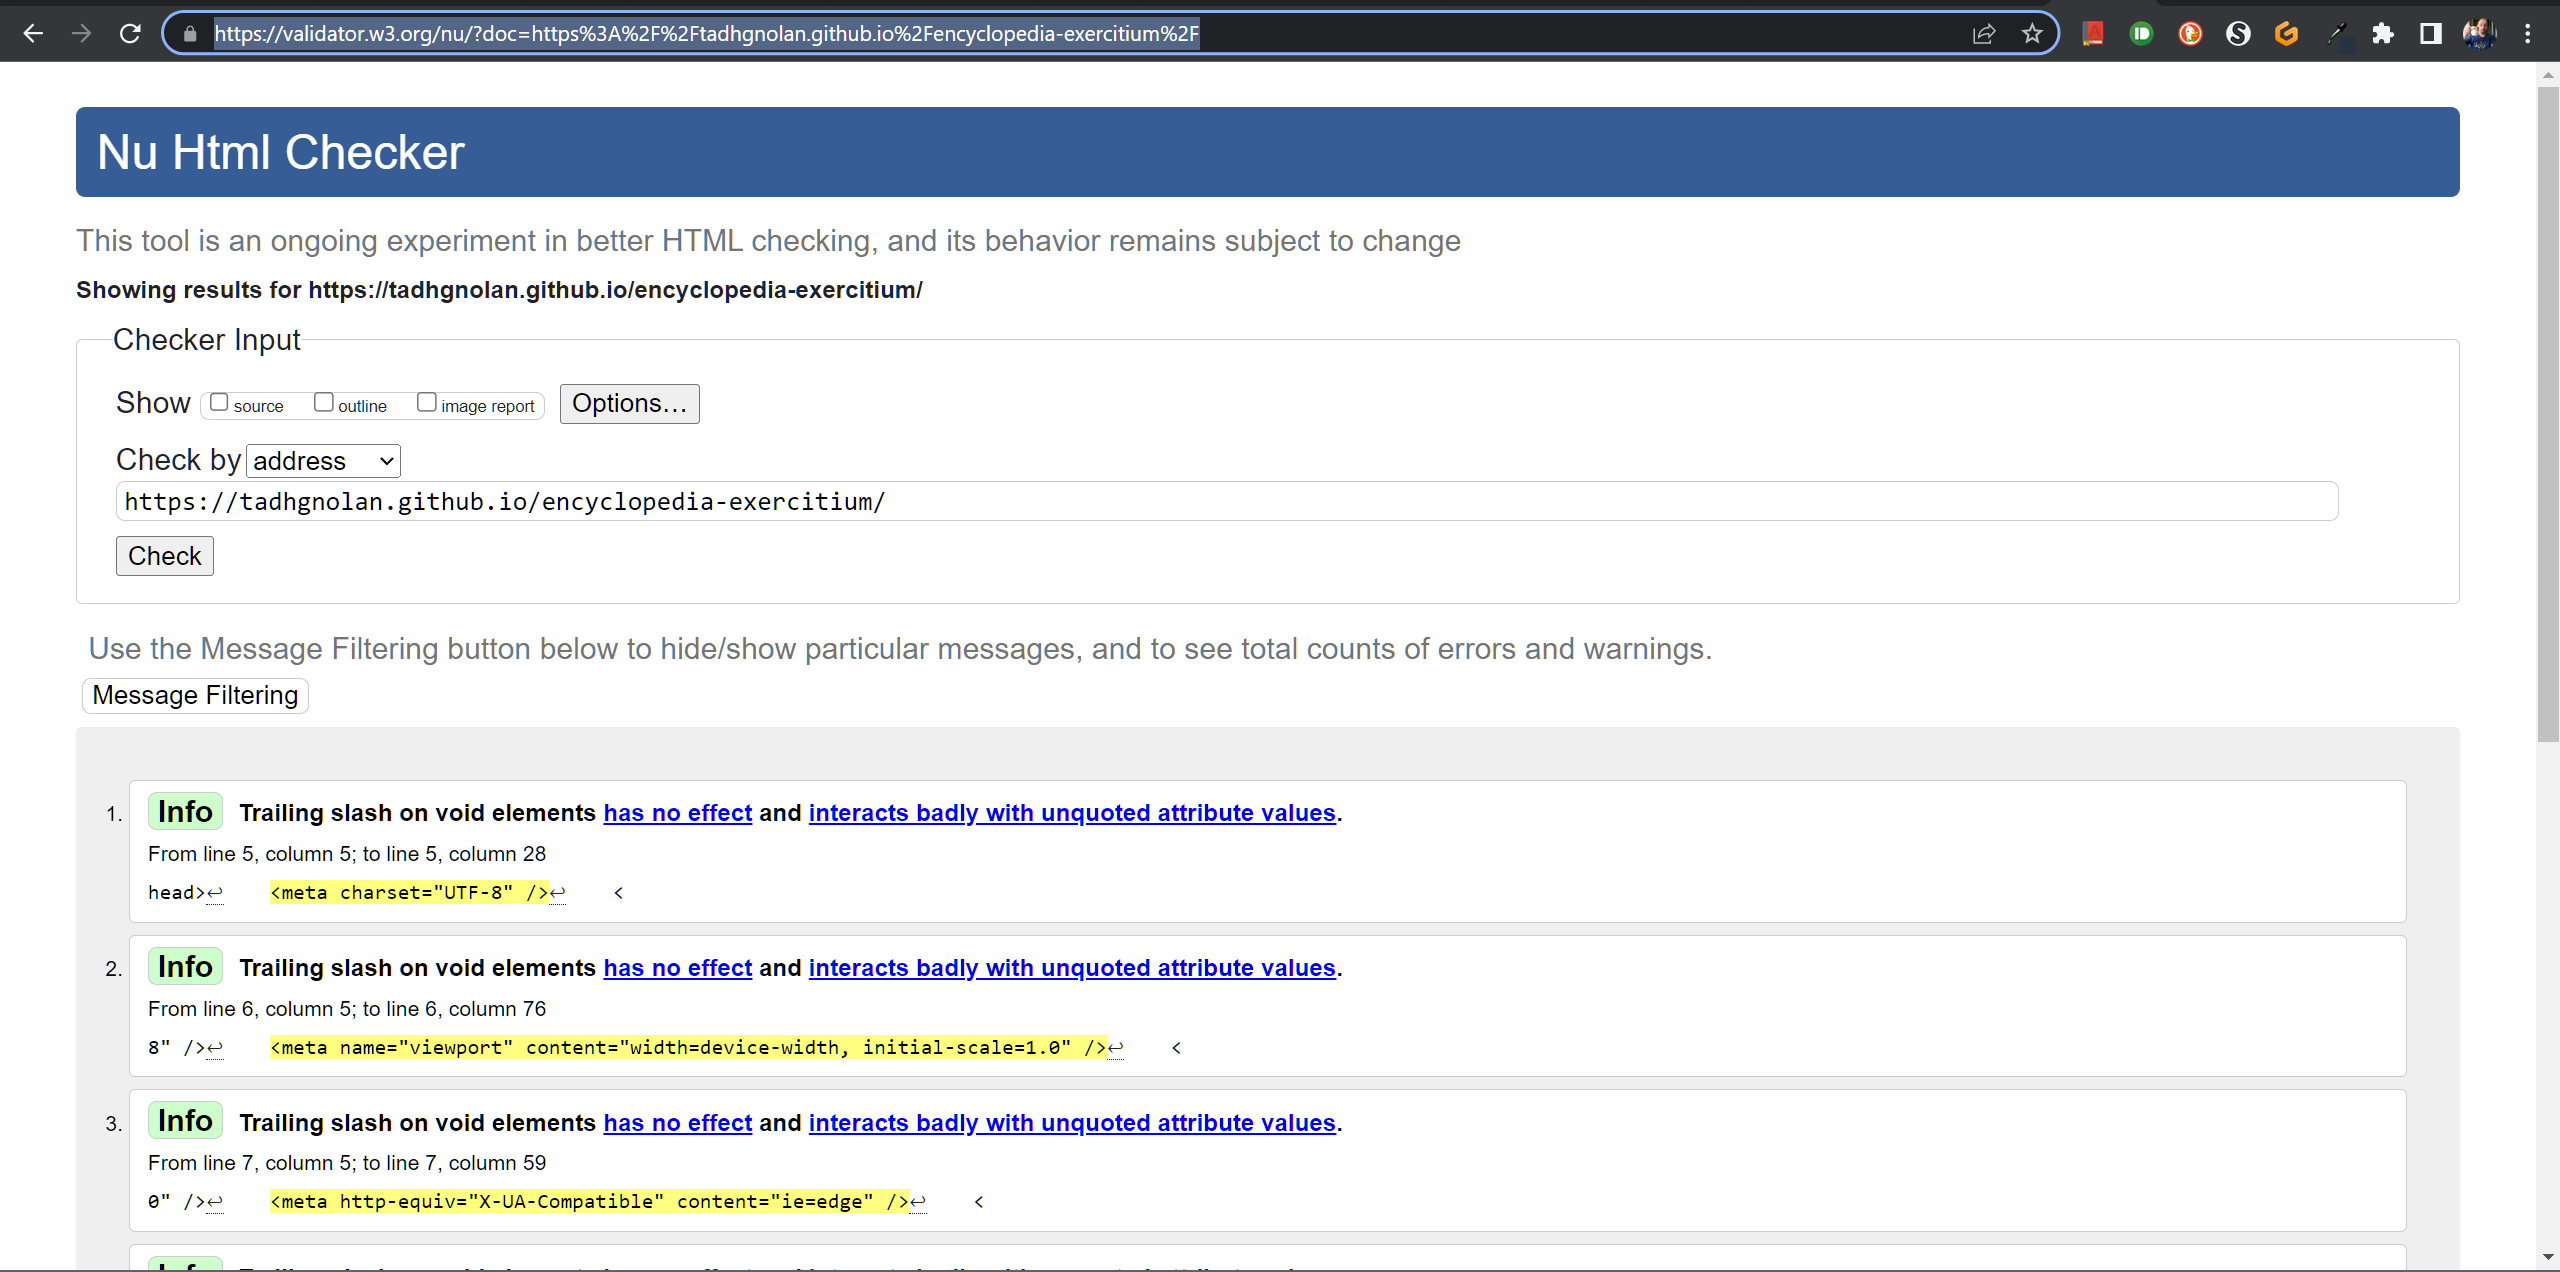 https://validator.w3.org/nu/?doc=https%3A%2F%2Ftadhgnolan.github.io%2Fencyclopedia-exercitium%2F
Nu Html Checker
This tool is an ongoing experiment in better HTML checking, and its behavior remains subject to change
Showing results for https://tadhgnolan.github.io/encyclopedia-exercitium/
Checker Input
Show source outline image report Options...
Check by address
https://tadhgnolan.github.io/encyclopedia-exercitium/
Check
Use the Message Filtering button below to hide/show particular messages, and to see total counts of errors and warnings.
Message Filtering
1. Info Trailing slash on void elements has no effect and interacts badly with unquoted attribute values.
From line 5, column 5; to line 5, column 28
head>↩ <meta charset="UTF-8" />↩ <
2. Info Trailing slash on void elements has no effect and interacts badly with unquoted attribute values.
From line 6, column 5; to line 6, column 76
8" />↩ <meta name="viewport" content="width=device-width, initial-scale=1.0" />↩ <
3. Info Trailing slash on void elements has no effect and interacts badly with unquoted attribute values.
From line 7, column 5; to line 7, column 59
0" />↩ <meta http-equiv="X-UA-Compatible" content="ie=edge" />↩ <